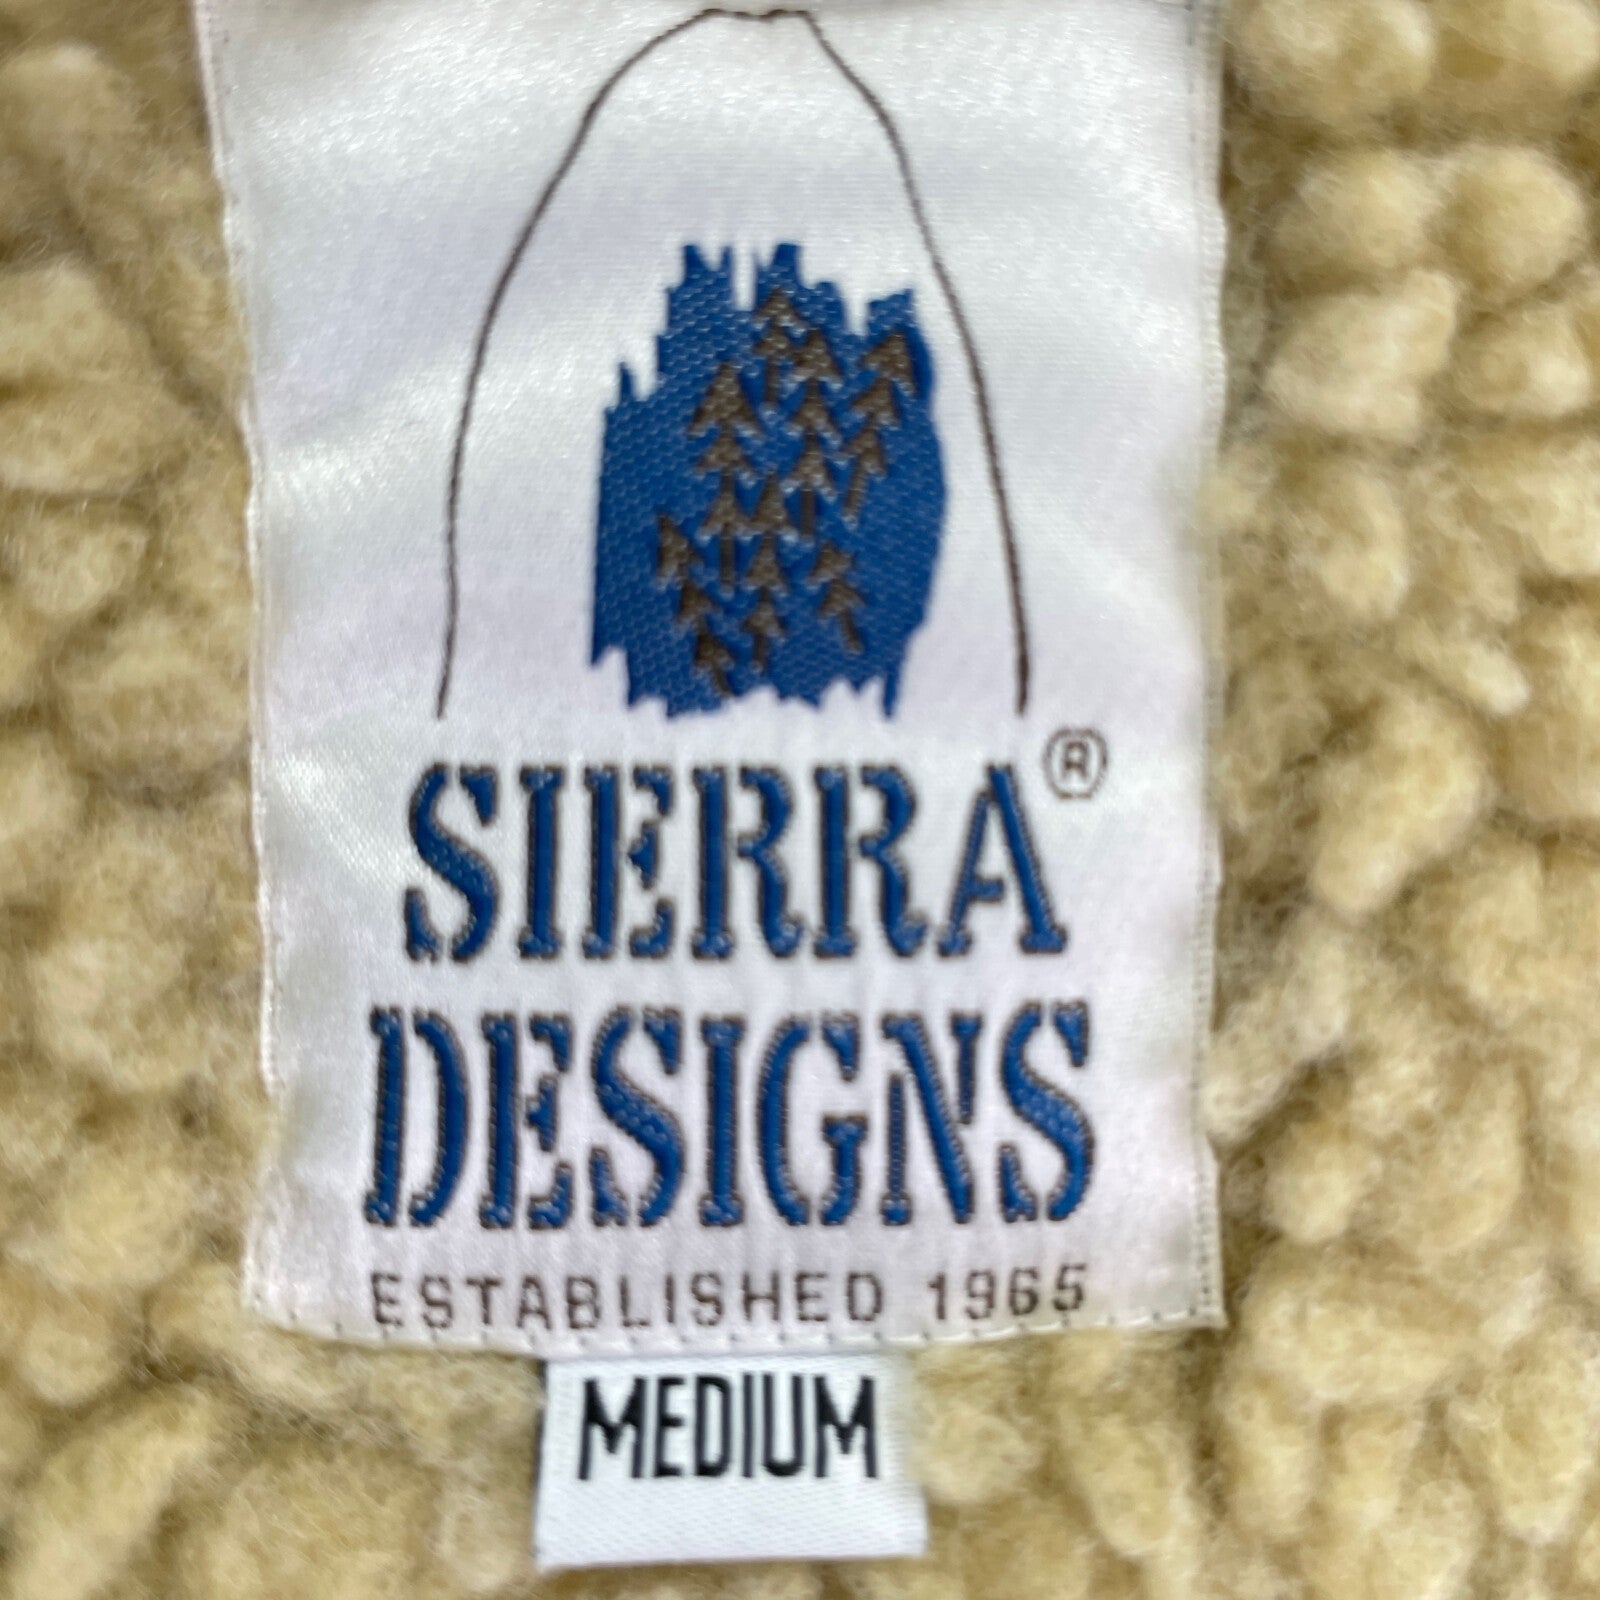 SIERRA®
DESIGNS
ESTABLISHED 1965
MEDIUM